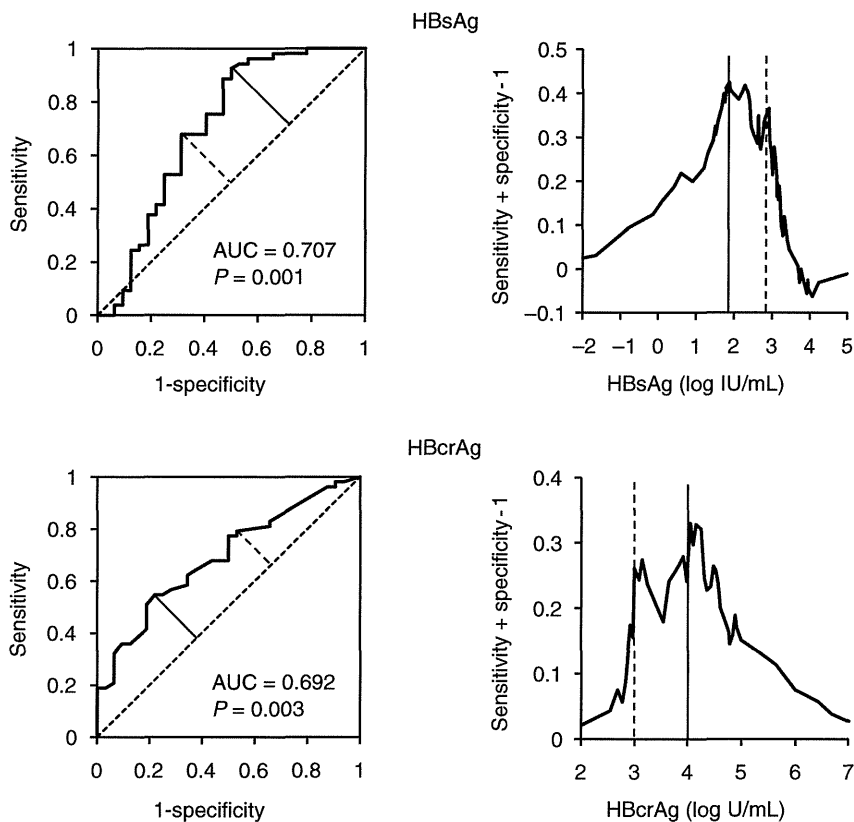 HBsAg
Sensitivity
1
0.8
0.6
0.4
0.2
0
AUC = 0.707
P = 0.001
0 0.2 0.4 0.6 0.8 1
1-specificity
Sensitivity + specificity - 1
0.5
0.4
0.3
0.2
0.1
0
–0.1
–2 –1 0 1 2 3 4 5
HBsAg (log IU/mL)
HBcrAg
Sensitivity
1
0.8
0.6
0.4
0.2
0
AUC = 0.692
P = 0.003
0 0.2 0.4 0.6 0.8 1
1-specificity
Sensitivity + specificity - 1
0.4
0.3
0.2
0.1
0
2 3 4 5 6 7
HBcrAg (log U/mL)